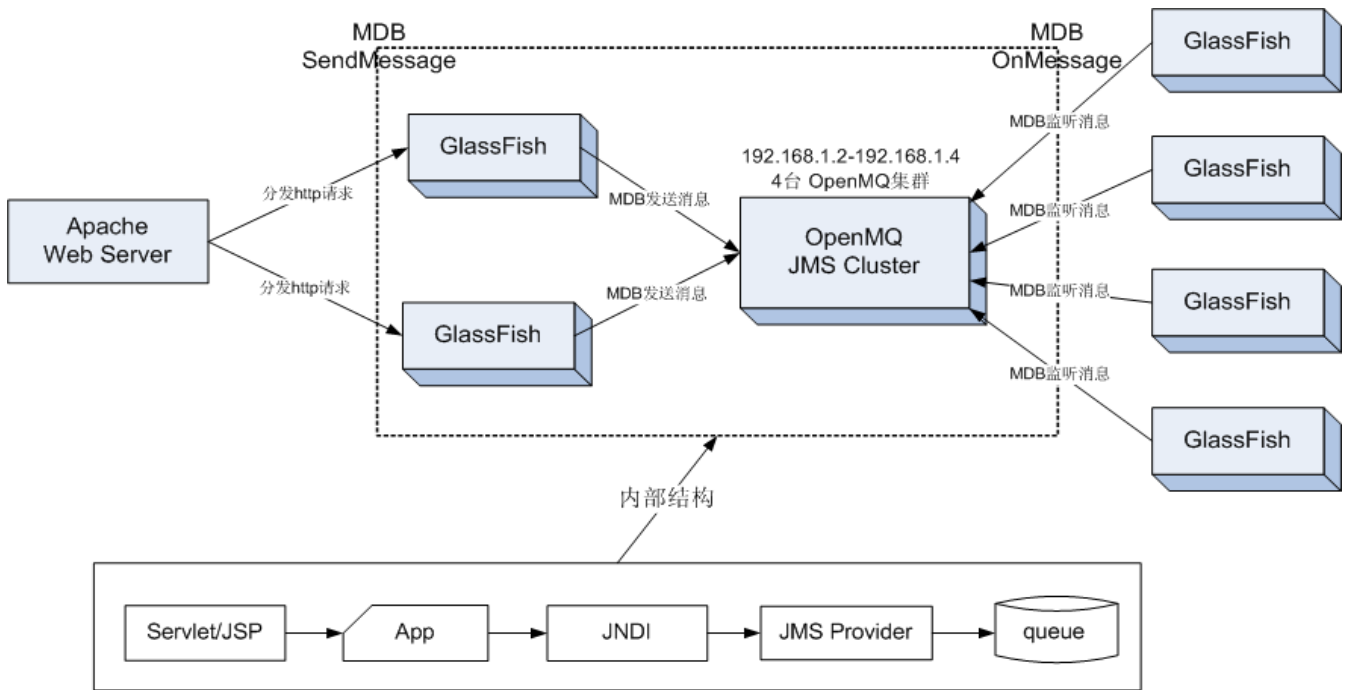 MDB
SendMessage
MDB
OnMessage
GlassFish
GlassFish
MDB监听消息
192.168.1.2-192.168.1.4
4台 OpenMQ集群
GlassFish
分发http请求
MDB发送消息
MDB监听消息
Apache
Web Server
OpenMQ
JMS Cluster
分发http请求
MDB发送消息
MDB监听消息
GlassFish
GlassFish
MDB监听消息
GlassFish
内部结构
Servlet/JSP
App
JNDI
JMS Provider
queue